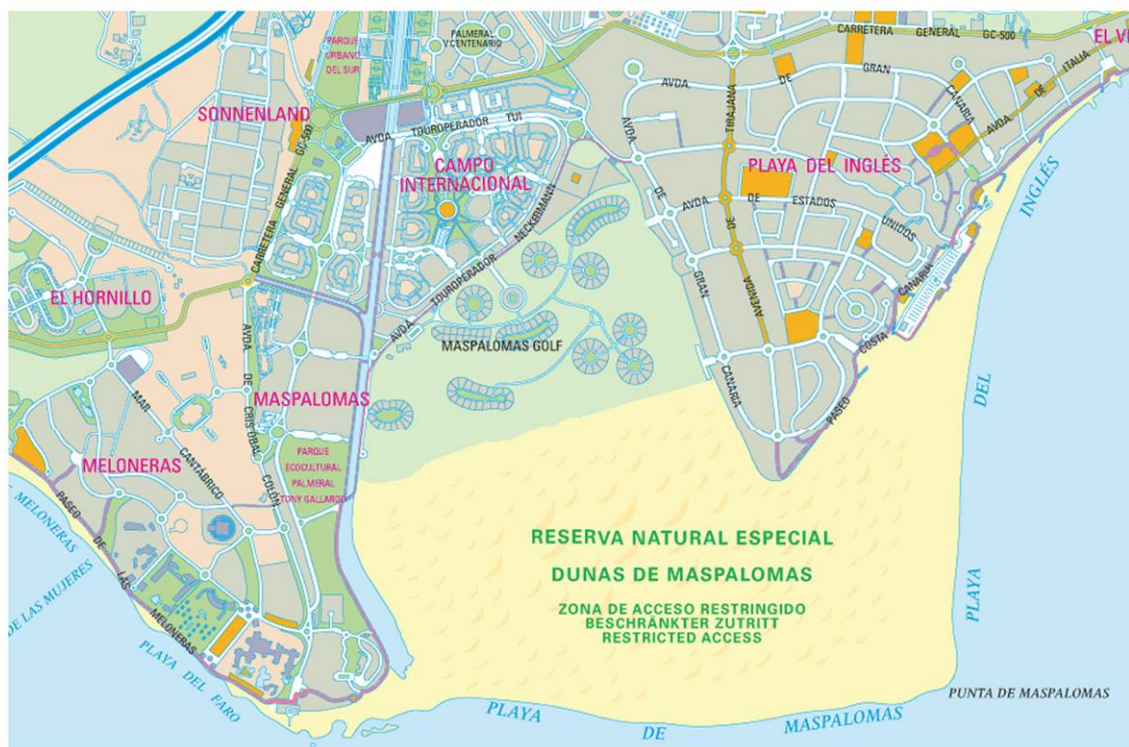 PALMERAL
V CENTENARIO
CARRETERA GENERAL GC-500
PARQUE
URBANO
DEL SUR
AVDA. DE GRAN CANARIA
AVDA. DE ITALIA
SONNENLAND
AVDA. TOUROPERADOR TUI
AVENIDA DE TIRAJANA
CAMPO
INTERNACIONAL
PLAYA DEL INGLÉS
CARRETERA GENERAL GC-500
AVDA. DE ESTADOS UNIDOS
AVDA. TOUROPERADOR NECKERMANN
AVDA. DE GRAN CANARIA
EL HORNILLO
PASEO COSTA CANARIA
MASPALOMAS GOLF
AVDA. DE CRISTÓBAL COLÓN
MAR CANTÁBRICO
MASPALOMAS
PLAYA DEL INGLÉS
MELONERAS
PARQUE
ECOCULTURAL
PALMERAL
TONY GALLARDO
MELONERAS
PASEO DE LAS MELONERAS
DE LAS MUJERES
RESERVA NATURAL ESPECIAL
DUNAS DE MASPALOMAS
ZONA DE ACCESO RESTRINGIDO
BESCHRÄNKTER ZUTRITT
RESTRICTED ACCESS
PLAYA DEL FARO
PUNTA DE MASPALOMAS
PLAYA DE MASPALOMAS